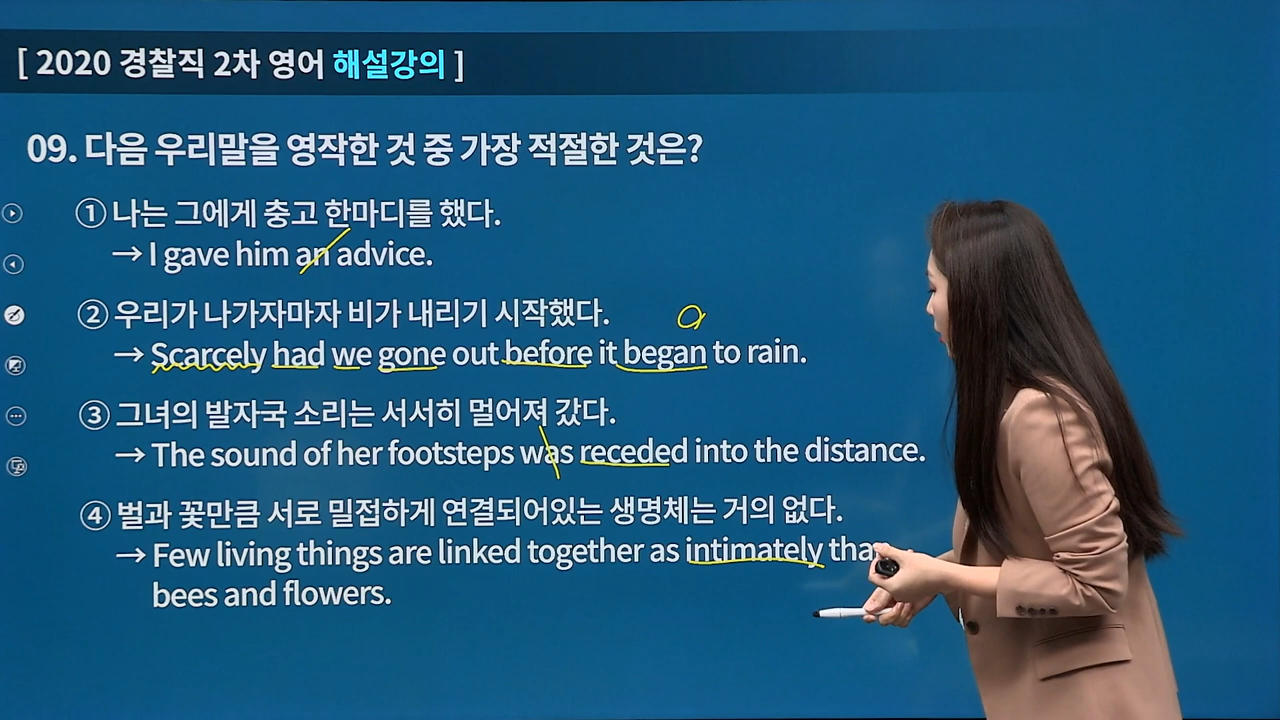 [ 2020 경찰직 2차 영어 해설강의 ]
09. 다음 우리말을 영작한 것 중 가장 적절한 것은?
① 나는 그에게 충고 한마디를 했다.
→ I gave him an advice.
② 우리가 나가자마자 비가 내리기 시작했다.
→ Scarcely had we gone out before it began to rain.
③ 그녀의 발자국 소리는 서서히 멀어져 갔다.
→ The sound of her footsteps was receded into the distance.
④ 벌과 꽃만큼 서로 밀접하게 연결되어있는 생명체는 거의 없다.
→ Few living things are linked together as intimately
bees and flowers.